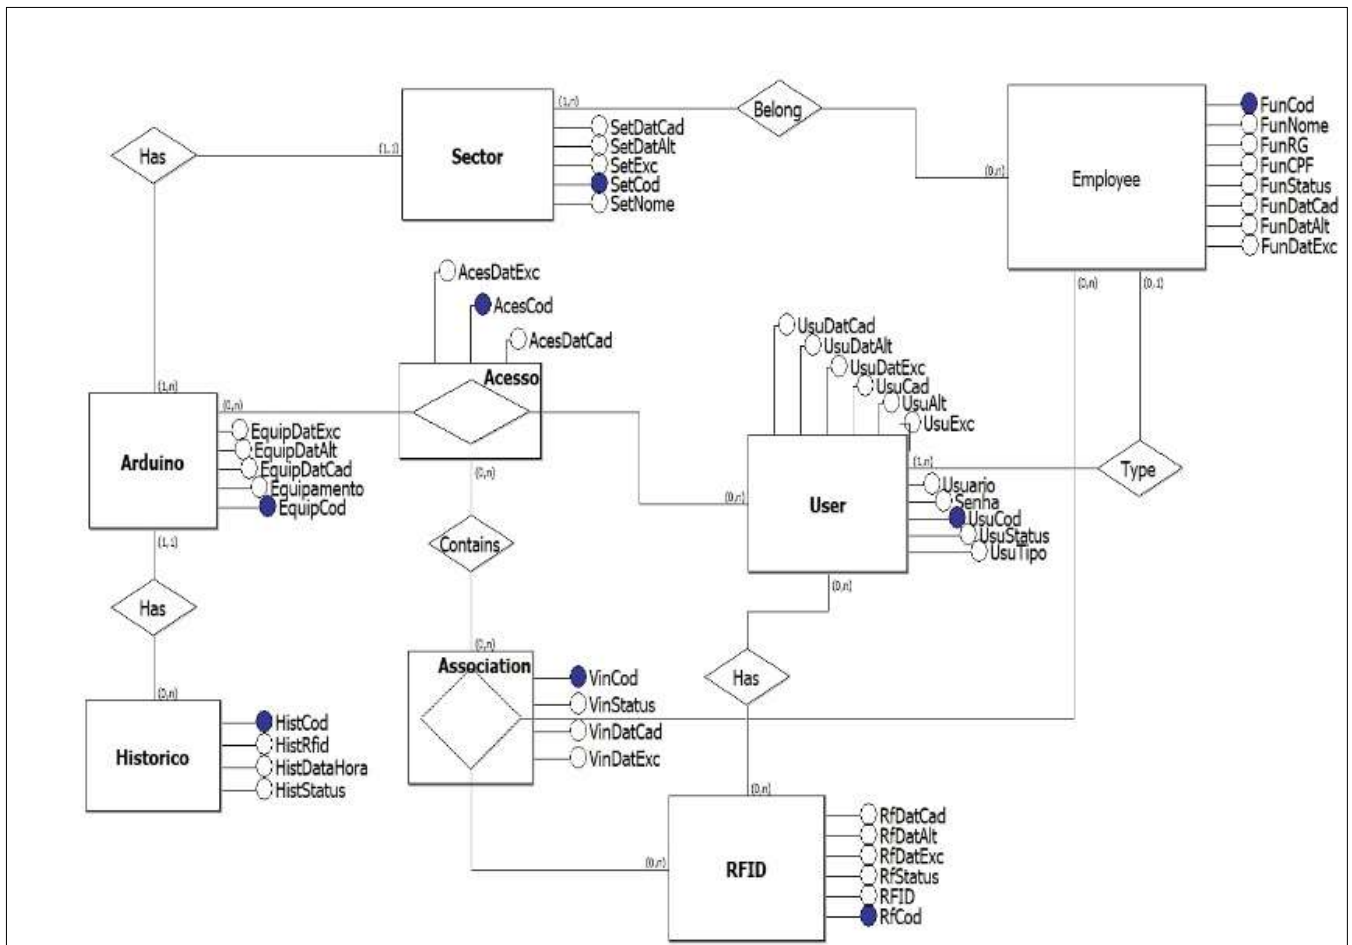 (1,n)
Belong
FunCod
FunNome
FunRG
FunCPF
FunStatus
FunDatCad
FunDatAlt
FunDatExc
Employee
(0,n)
(0,n)
(0,1)
Has
(1,1)
Sector
SetDatCad
SetDatAlt
SetExc
SetCod
SetNome
AcesDatExc
AcesCod
AcesDatCad
Acesso
UsuDatCad
UsuDatAlt
UsuDatExc
UsuCad
UsuAlt
UsuExc
(1,n)
(0,n)
Arduino
EquipDatExc
EquipDatAlt
EquipDatCad
Equipamento
EquipCod
(1,1)
(0,n)
Contains
(0,n)
User
(1,n)
Type
Usuario
Senha
UsuCod
UsuStatus
UsuTipo
(0,n)
Has
(0,n)
Association
VinCod
VinStatus
VinDatCad
VinDatExc
Has
(0,n)
Historico
HistCod
HistRfid
HistDataHora
HistStatus
(0,n)
(0,n)
RFID
RfDatCad
RfDatAlt
RfDatExc
RfStatus
RFID
RfCod